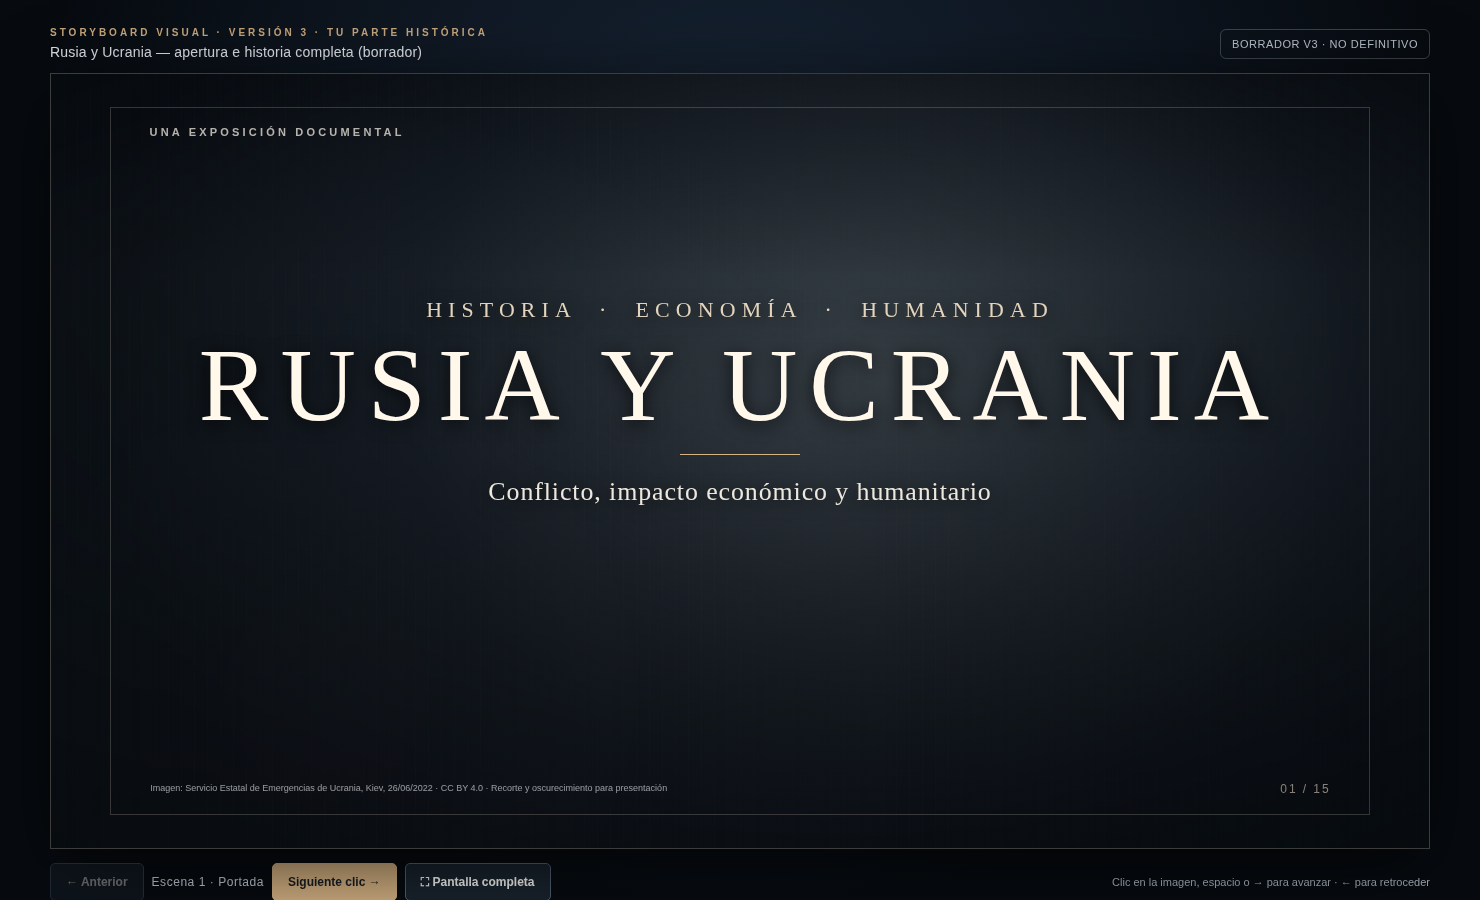 STORYBOARD VISUAL · VERSIÓN 3 · TU PARTE HISTÓRICA
Rusia y Ucrania — apertura e historia completa (borrador)
BORRADOR V3 · NO DEFINITIVO
UNA EXPOSICIÓN DOCUMENTAL
HISTORIA · ECONOMÍA · HUMANIDAD
RUSIA Y UCRANIA
Conflicto, impacto económico y humanitario
Imagen: Servicio Estatal de Emergencias de Ucrania, Kiev, 26/06/2022 · CC BY 4.0 · Recorte y oscurecimiento para presentación
01 / 15
← Anterior
Escena 1 · Portada
Siguiente clic →
⛶ Pantalla completa
Clic en la imagen, espacio o → para avanzar · ← para retroceder